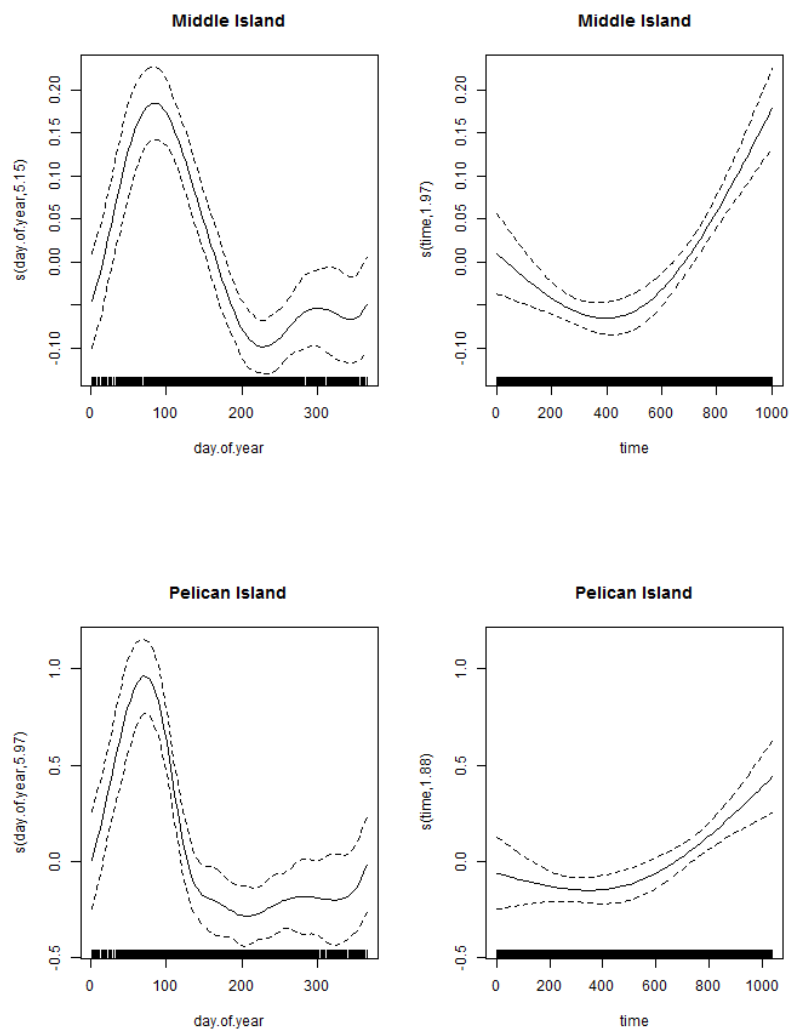 Middle Island
s(day.of.year,5.15)
0.20
0.15
0.10
0.05
0.00
-0.10
0 100 200 300
day.of.year
Middle Island
s(time,1.97)
0.20
0.15
0.10
0.05
0.00
-0.10
0 200 400 600 800 1000
time
Pelican Island
s(day.of.year,5.97)
1.0
0.5
0.0
-0.5
0 100 200 300
day.of.year
Pelican Island
s(time,1.88)
1.0
0.5
0.0
-0.5
0 200 400 600 800 1000
time